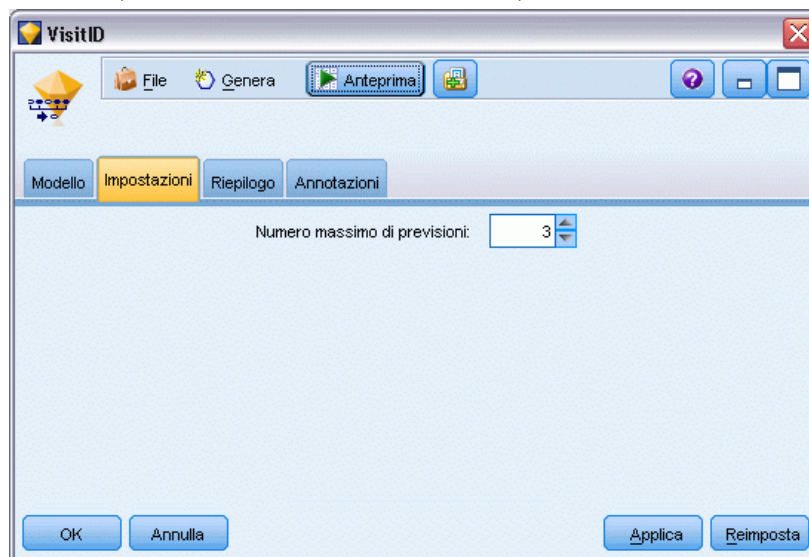 VisitID
File Genera Anteprima
Modello Impostazioni Riepilogo Annotazioni
Numero massimo di previsioni: 3
OK Annulla Applica Reimposta